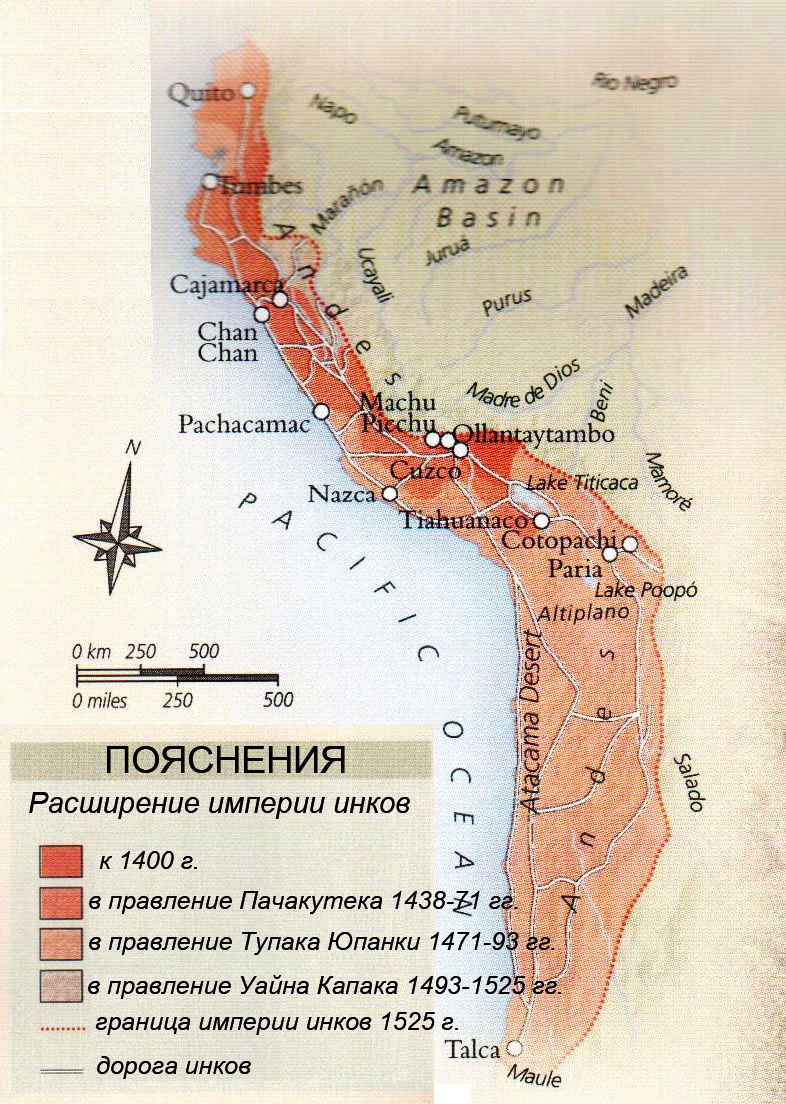 Rio Negro
Quito
Napo
Putumayo
Amazon
Amazon
Basin
Tumbes
Marañón
Andes
Juruá
Ucayali
Cajamarca
Purus
Madeira
Chan
Chan
Madre de Dios
Beni
Machu
Picchu
Pachacamac
Ollantaytambo
Cuzco
Mamoré
N
Nazca
Lake Titicaca
PACIFIC OCEAN
Tiahuanaco
Cotopachi
Paria
Lake Poopó
Altiplano
0 km 250 500
0 miles 250 500
Atacama Desert
Andes
Salado
ПОЯСНЕНИЯ
Расширение империи инков
к 1400 г.
в правление Пачакутека 1438-71 гг.
в правление Тупака Юпанки 1471-93 гг.
в правление Уайна Капака 1493-1525 гг.
граница империи инков 1525 г.
дорога инков
Talca
Maule